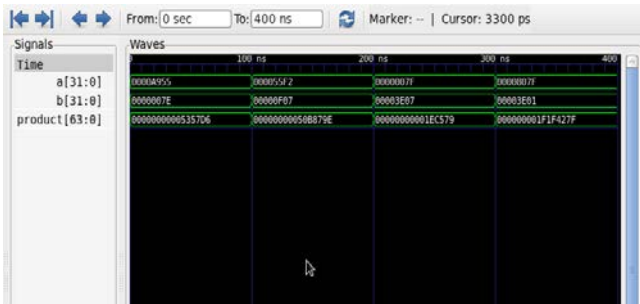 From: 0 sec To: 400 ns Marker: -- | Cursor: 3300 ps
Signals Waves
Time 100 ns 200 ns 300 ns 400
a[31:0] 0000A955 000055F2 0000007F 0000807F
b[31:0] 0000007E 00000F07 00003E07 00003E01
product[63:0] 00000000005357D6 00000000050B879E 00000000001EC579 000000001F1F427F